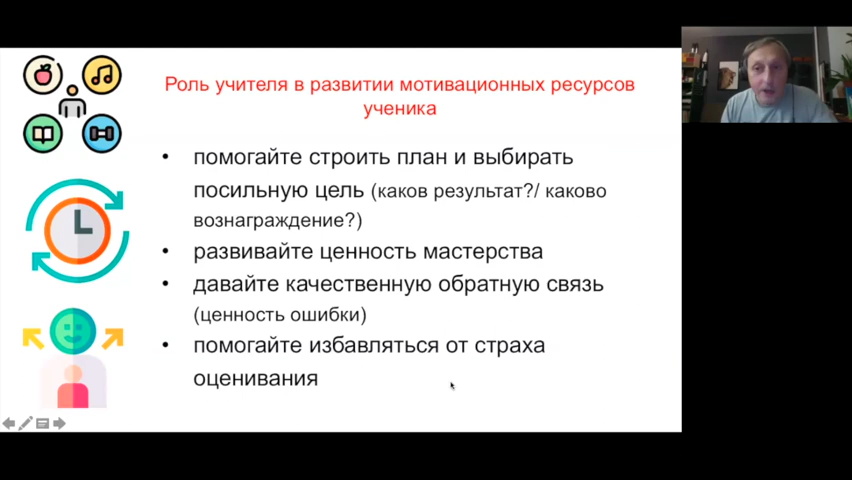 Роль учителя в развитии мотивационных ресурсов
ученика
• помогайте строить план и выбирать
посильную цель (каков результат?/ каково
вознаграждение?)
• развивайте ценность мастерства
• давайте качественную обратную связь
(ценность ошибки)
• помогайте избавляться от страха
оценивания